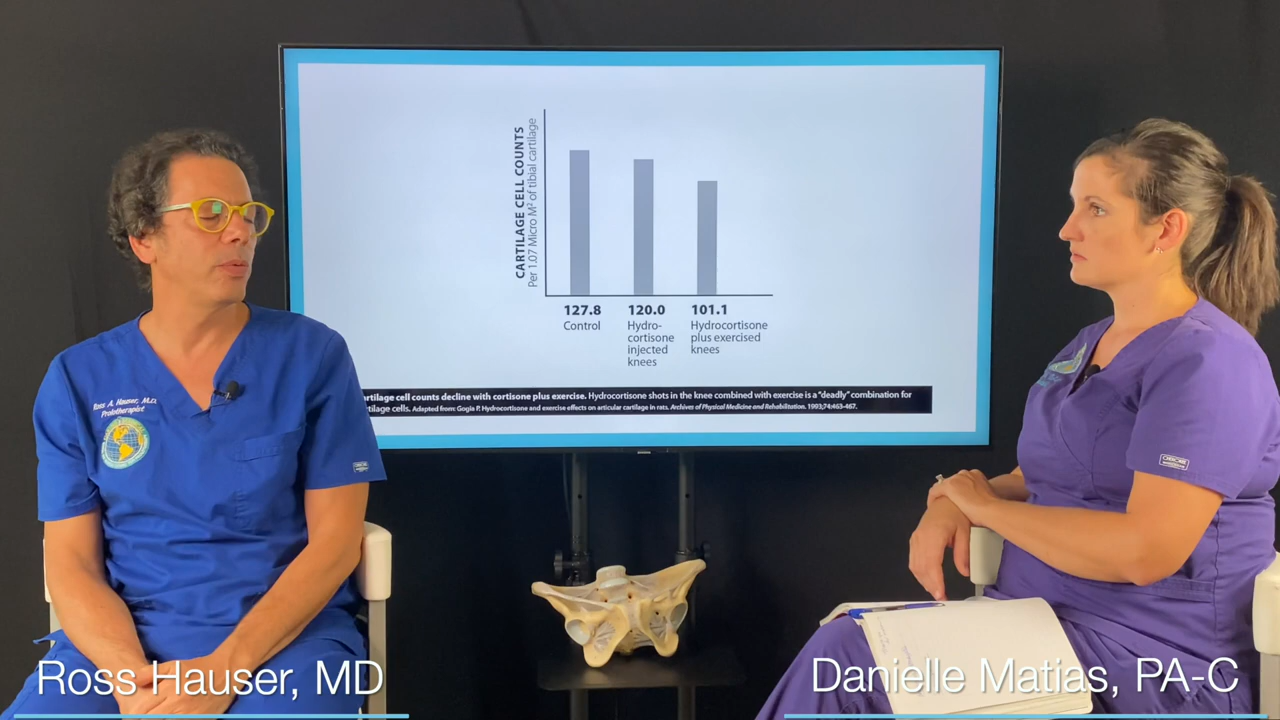 CARTILAGE CELL COUNTS
Per 1.07 Micro M² of tibial cartilage
127.8
Control
120.0
Hydro-
cortisone
injected
knees
101.1
Hydrocortisone
plus exercised
knees
artilage cell counts decline with cortisone plus exercise. Hydrocortisone shots in the knee combined with exercise is a "deadly" combination for
tilage cells. Adapted from: Gogia P. Hydrocortisone and exercise effects on articular cartilage in rats. Archives of Physical Medicine and Rehabilitation. 1993;74:463-467.
Ross A. Hauser, M.D.
Prolotherapist
CHEROKEE
Ross Hauser, MD
Danielle Matias, PA-C